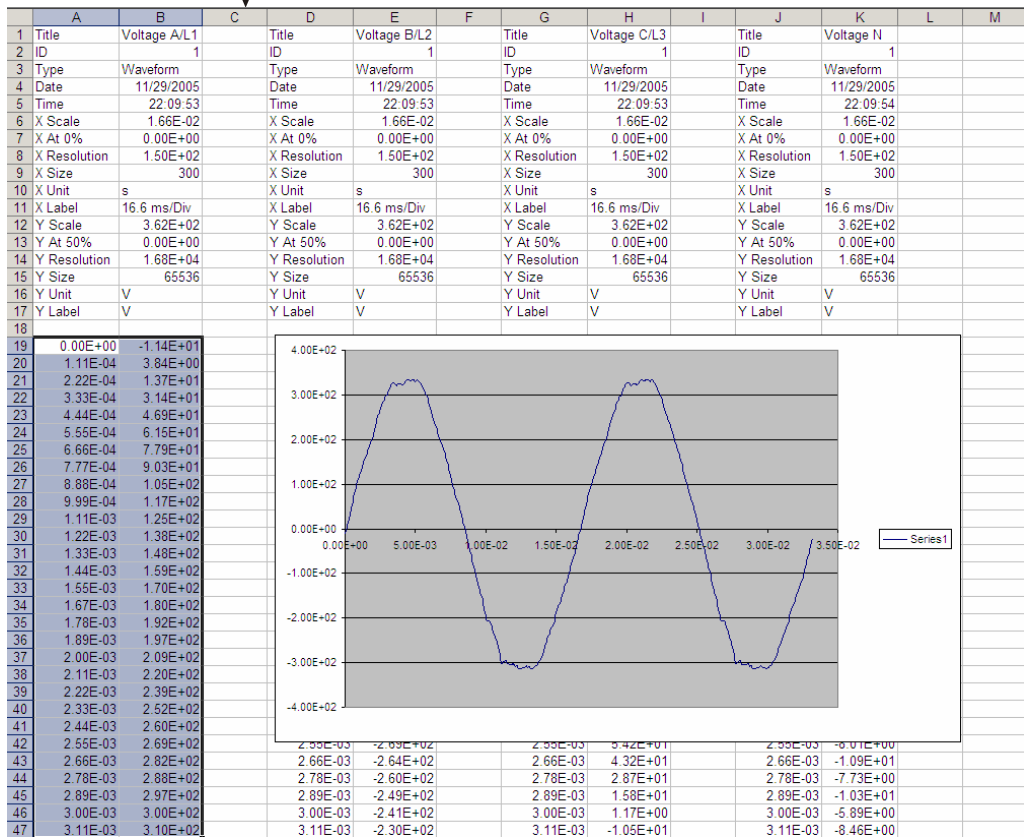 A B C D E F G H I J K L M
1 Title Voltage A/L1 Title Voltage B/L2 Title Voltage C/L3 Title Voltage N
2 ID 1 ID 1 ID 1 ID 1
3 Type Waveform Type Waveform Type Waveform Type Waveform
4 Date 11/29/2005 Date 11/29/2005 Date 11/29/2005 Date 11/29/2005
5 Time 22:09:53 Time 22:09:53 Time 22:09:53 Time 22:09:54
6 X Scale 1.66E-02 X Scale 1.66E-02 X Scale 1.66E-02 X Scale 1.66E-02
7 X At 0% 0.00E+00 X At 0% 0.00E+00 X At 0% 0.00E+00 X At 0% 0.00E+00
8 X Resolution 1.50E+02 X Resolution 1.50E+02 X Resolution 1.50E+02 X Resolution 1.50E+02
9 X Size 300 X Size 300 X Size 300 X Size 300
10 X Unit s X Unit s X Unit s X Unit s
11 X Label 16.6 ms/Div X Label 16.6 ms/Div X Label 16.6 ms/Div X Label 16.6 ms/Div
12 Y Scale 3.62E+02 Y Scale 3.62E+02 Y Scale 3.62E+02 Y Scale 3.62E+02
13 Y At 50% 0.00E+00 Y At 50% 0.00E+00 Y At 50% 0.00E+00 Y At 50% 0.00E+00
14 Y Resolution 1.68E+04 Y Resolution 1.68E+04 Y Resolution 1.68E+04 Y Resolution 1.68E+04
15 Y Size 65536 Y Size 65536 Y Size 65536 Y Size 65536
16 Y Unit V Y Unit V Y Unit V Y Unit V
17 Y Label V Y Label V Y Label V Y Label V
18
19 0.00E+00 -1.14E+01
20 1.11E-04 3.84E+00
21 2.22E-04 1.37E+01
22 3.33E-04 3.14E+01
23 4.44E-04 4.69E+01
24 5.55E-04 6.15E+01
25 6.66E-04 7.79E+01
26 7.77E-04 9.03E+01
27 8.88E-04 1.05E+02
28 9.99E-04 1.17E+02
29 1.11E-03 1.25E+02
30 1.22E-03 1.38E+02
31 1.33E-03 1.48E+02
32 1.44E-03 1.59E+02
33 1.55E-03 1.70E+02
34 1.67E-03 1.80E+02
35 1.78E-03 1.92E+02
36 1.89E-03 1.97E+02
37 2.00E-03 2.09E+02
38 2.11E-03 2.20E+02
39 2.22E-03 2.39E+02
40 2.33E-03 2.52E+02
41 2.44E-03 2.60E+02
4.00E+02
3.00E+02
2.00E+02
1.00E+02
0.00E+00
0.00E+00 5.00E-03 1.00E-02 1.50E-02 2.00E-02 2.50E-02 3.00E-02 3.50E-02
Series1
-1.00E+02
-2.00E+02
-3.00E+02
-4.00E+02
42 2.55E-03 2.69E+02 2.55E-03 -2.69E+02 2.55E-03 5.42E+01 2.55E-03 -8.01E+00
43 2.66E-03 2.82E+02 2.66E-03 -2.64E+02 2.66E-03 4.32E+01 2.66E-03 -1.09E+01
44 2.78E-03 2.88E+02 2.78E-03 -2.60E+02 2.78E-03 2.87E+01 2.78E-03 -7.73E+00
45 2.89E-03 2.97E+02 2.89E-03 -2.49E+02 2.89E-03 1.58E+01 2.89E-03 -1.03E+01
46 3.00E-03 3.00E+02 3.00E-03 -2.41E+02 3.00E-03 1.17E+00 3.00E-03 -5.89E+00
47 3.11E-03 3.10E+02 3.11E-03 -2.30E+02 3.11E-03 -1.05E+01 3.11E-03 -8.46E+00